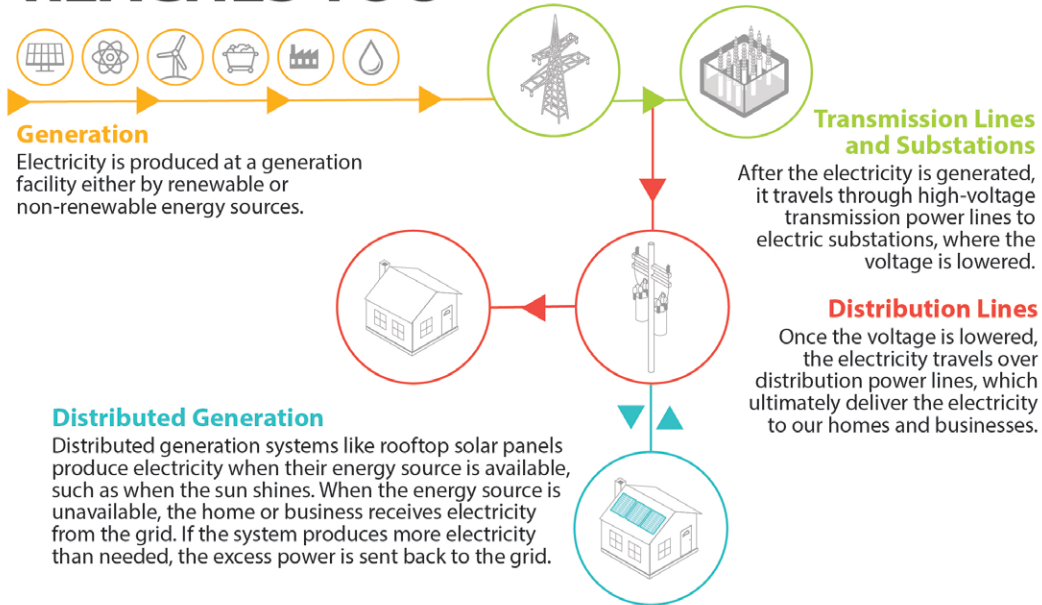 REACHES YOU
Generation
Electricity is produced at a generation
facility either by renewable or
non-renewable energy sources.
Transmission Lines
and Substations
After the electricity is generated,
it travels through high-voltage
transmission power lines to
electric substations, where the
voltage is lowered.
Distribution Lines
Once the voltage is lowered,
the electricity travels over
distribution power lines, which
ultimately deliver the electricity
to our homes and businesses.
Distributed Generation
Distributed generation systems like rooftop solar panels
produce electricity when their energy source is available,
such as when the sun shines. When the energy source is
unavailable, the home or business receives electricity
from the grid. If the system produces more electricity
than needed, the excess power is sent back to the grid.